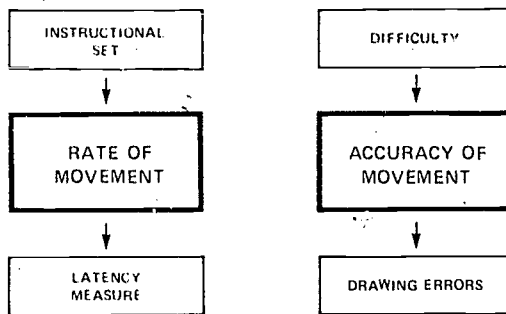 INSTRUCTIONAL
SET
DIFFICULTY
RATE OF
MOVEMENT
ACCURACY OF
MOVEMENT
LATENCY
MEASURE
DRAWING ERRORS